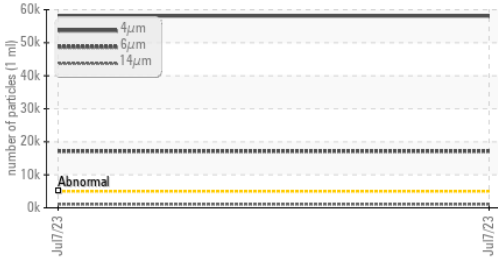 60k
50k
40k
30k
20k
10k
0k
number of particles (1 ml)
4μm
6μm
14μm
Abnormal
Jul7/23
Jul7/23